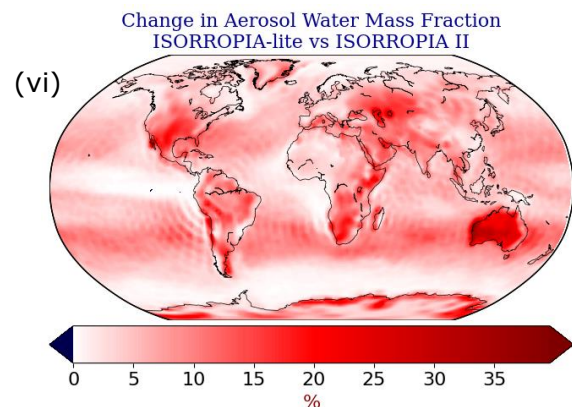 Change in Aerosol Water Mass Fraction
ISORROPIA-lite vs ISORROPIA II
(vi)
0 5 10 15 20 25 30 35
%